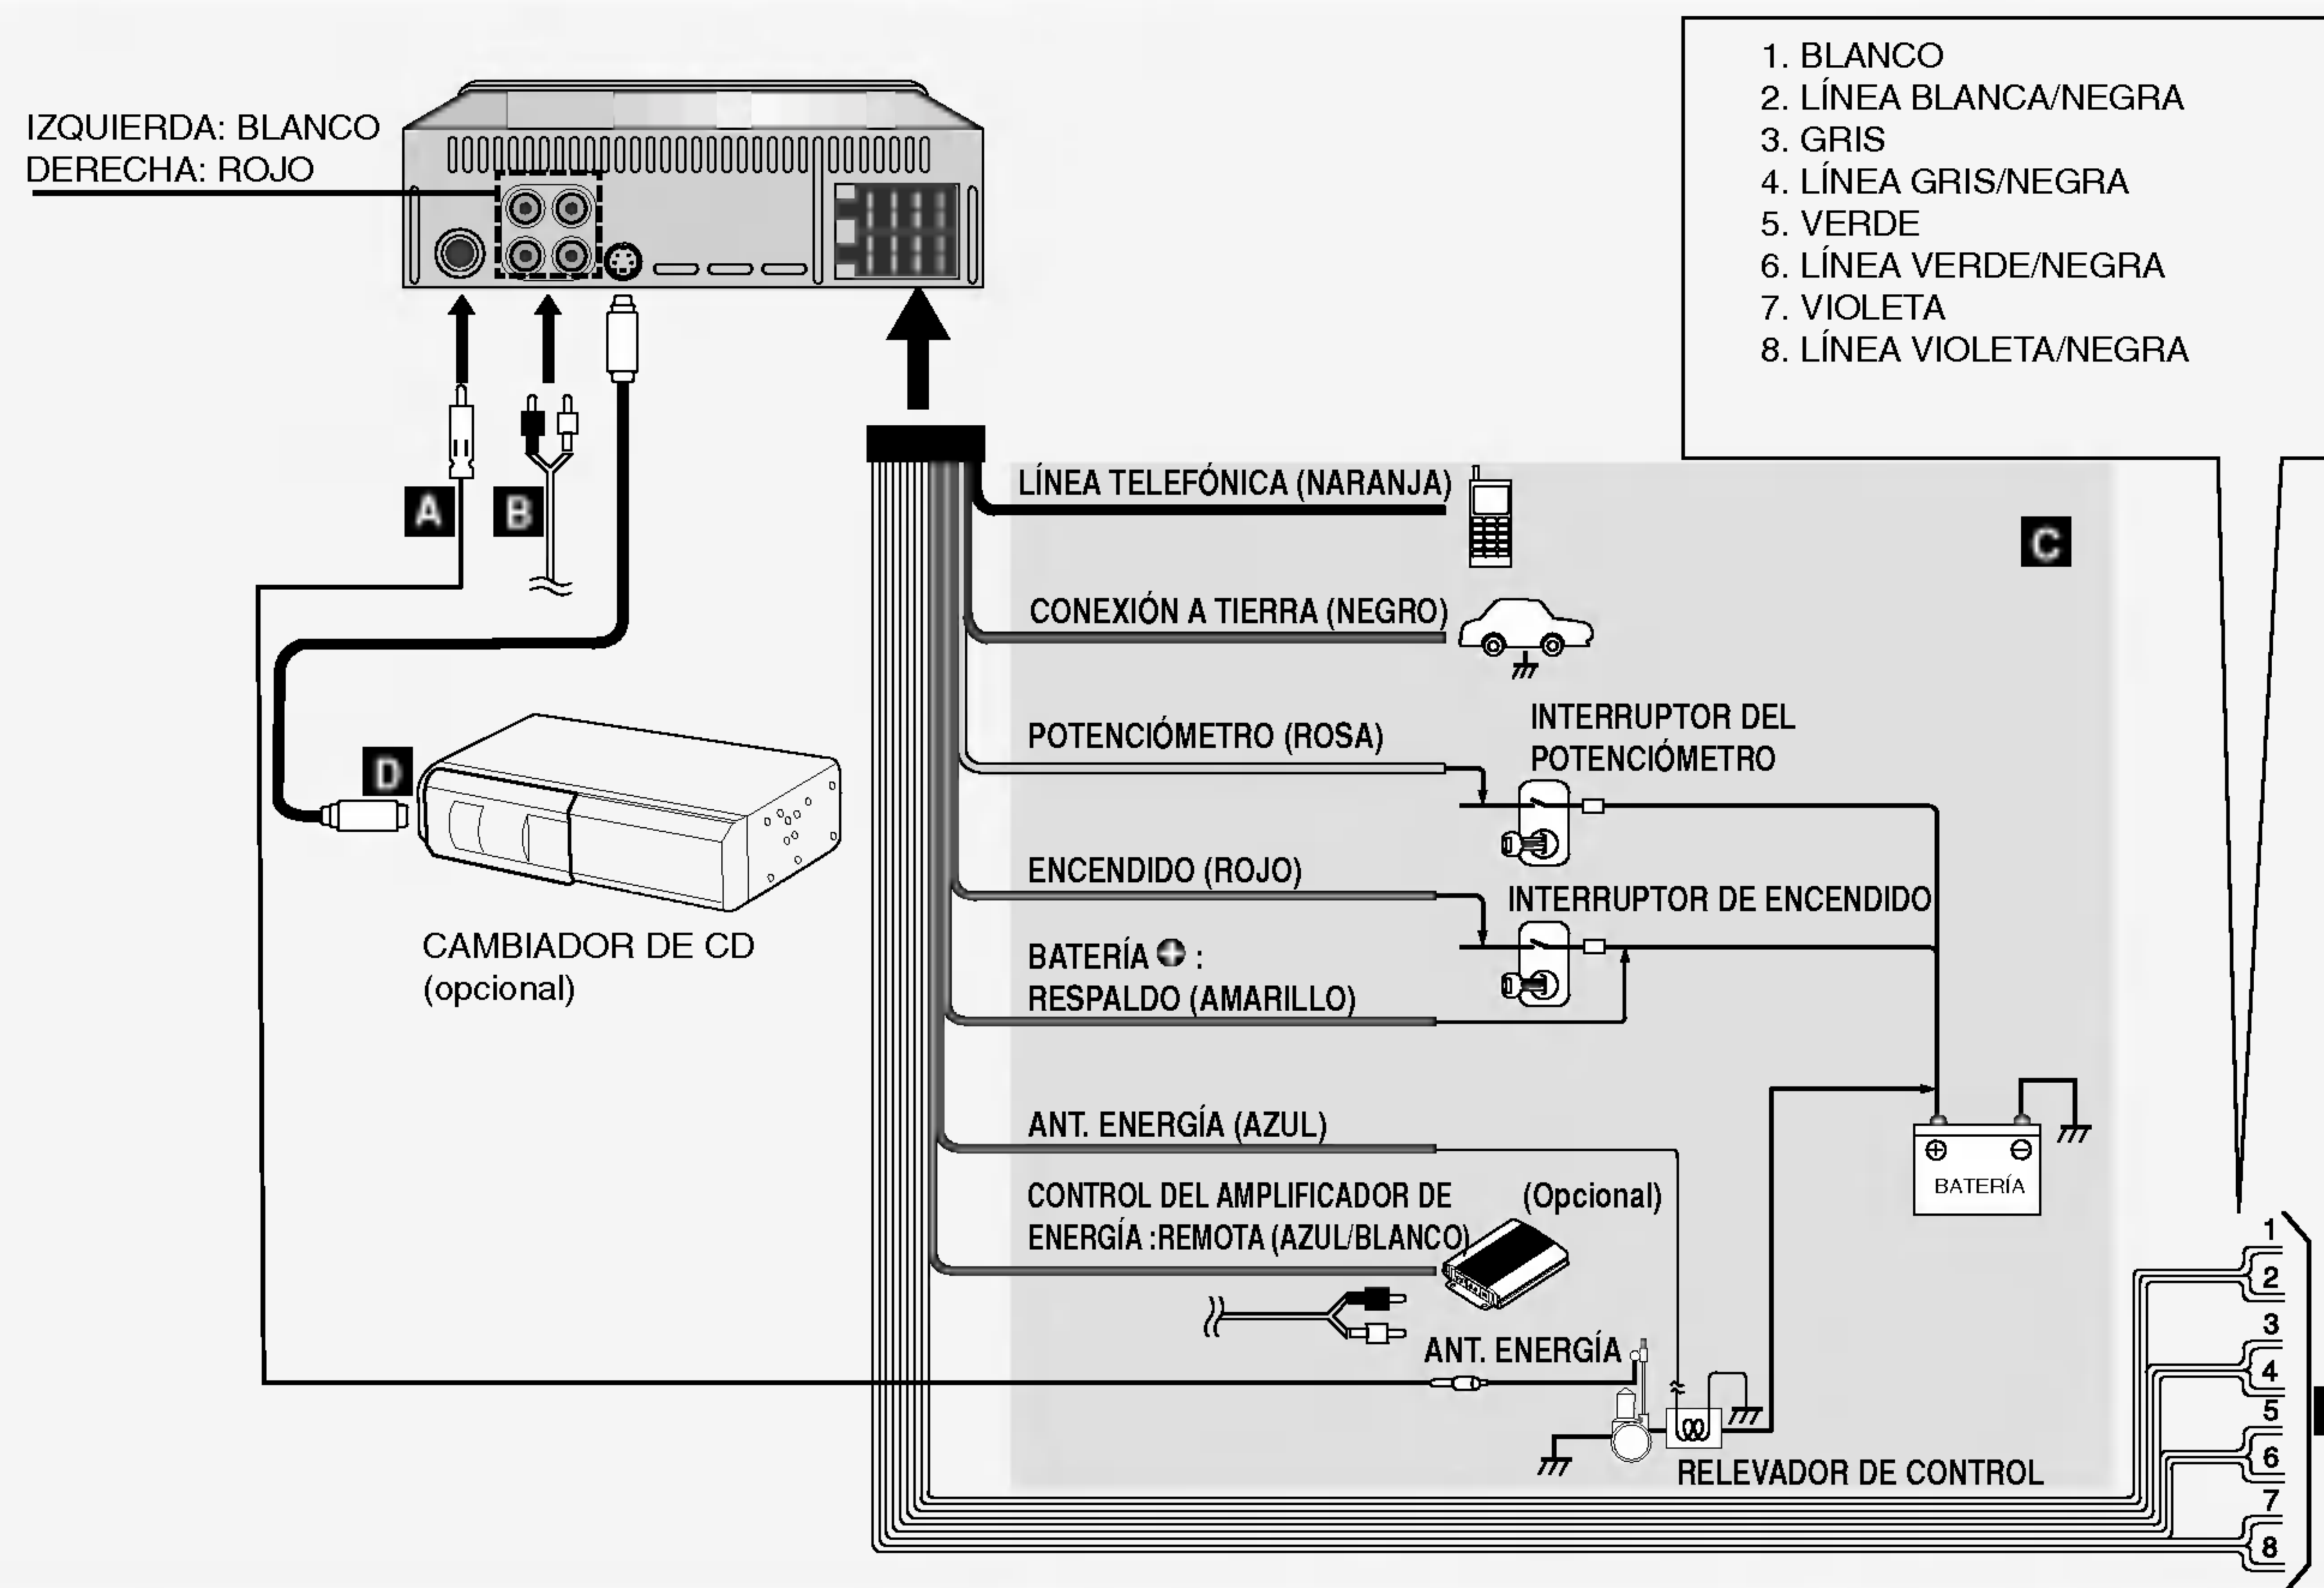 IZQUIERDA: BLANCO
DERECHA: ROJO
1. BLANCO
2. LÍNEA BLANCA/NEGRA
3. GRIS
4. LÍNEA GRIS/NEGRA
5. VERDE
6. LÍNEA VERDE/NEGRA
7. VIOLETA
8. LÍNEA VIOLETA/NEGRA
A
B
C
D
CAMBIADOR DE CD
(opcional)
LÍNEA TELEFÓNICA (NARANJA)
CONEXIÓN A TIERRA (NEGRO)
POTENCIÓMETRO (ROSA)
INTERRUPTOR DEL
POTENCIÓMETRO
ENCENDIDO (ROJO)
INTERRUPTOR DE ENCENDIDO
BATERÍA + :
RESPALDO (AMARILLO)
ANT. ENERGÍA (AZUL)
CONTROL DEL AMPLIFICADOR DE
ENERGÍA :REMOTA (AZUL/BLANCO)
(Opcional)
BATERÍA
ANT. ENERGÍA
RELEVADOR DE CONTROL
1
2
3
4
5
6
7
8